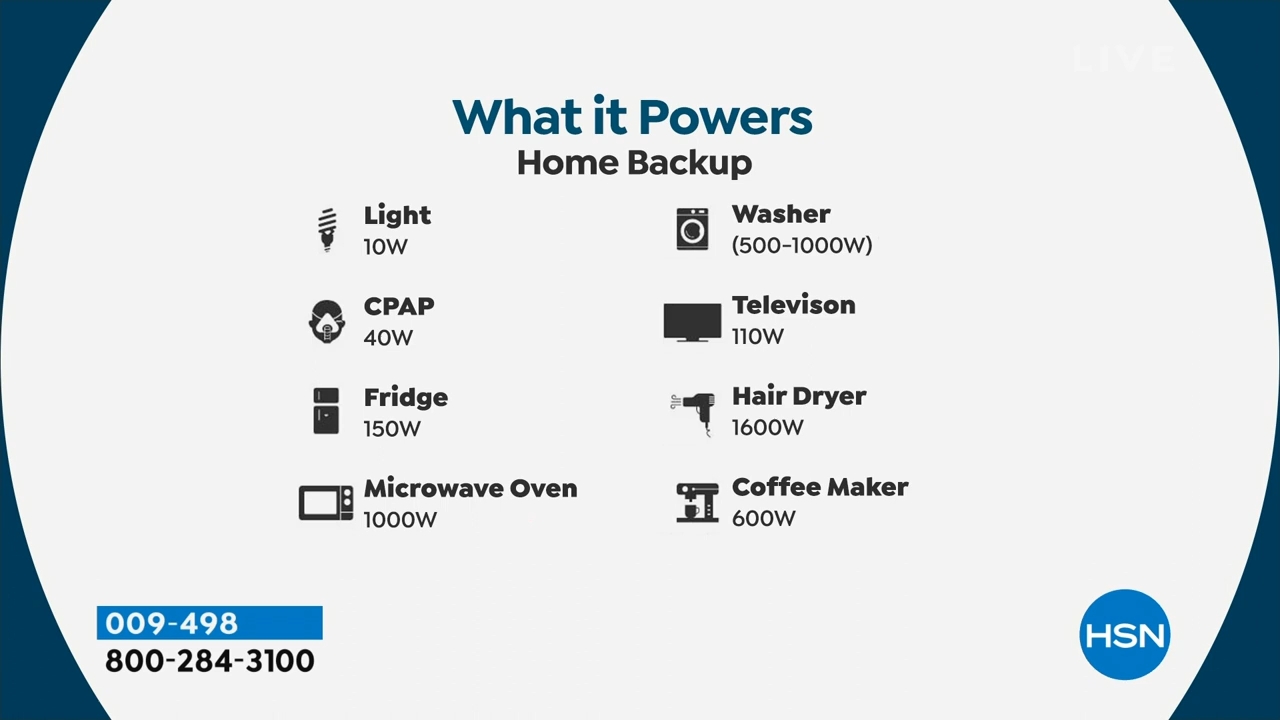 LIVE
What it Powers
Home Backup
Light
10W
CPAP
40W
Fridge
150W
Microwave Oven
1000W
Washer
(500-1000W)
Televison
110W
Hair Dryer
1600W
Coffee Maker
600W
009-498
800-284-3100
HSN